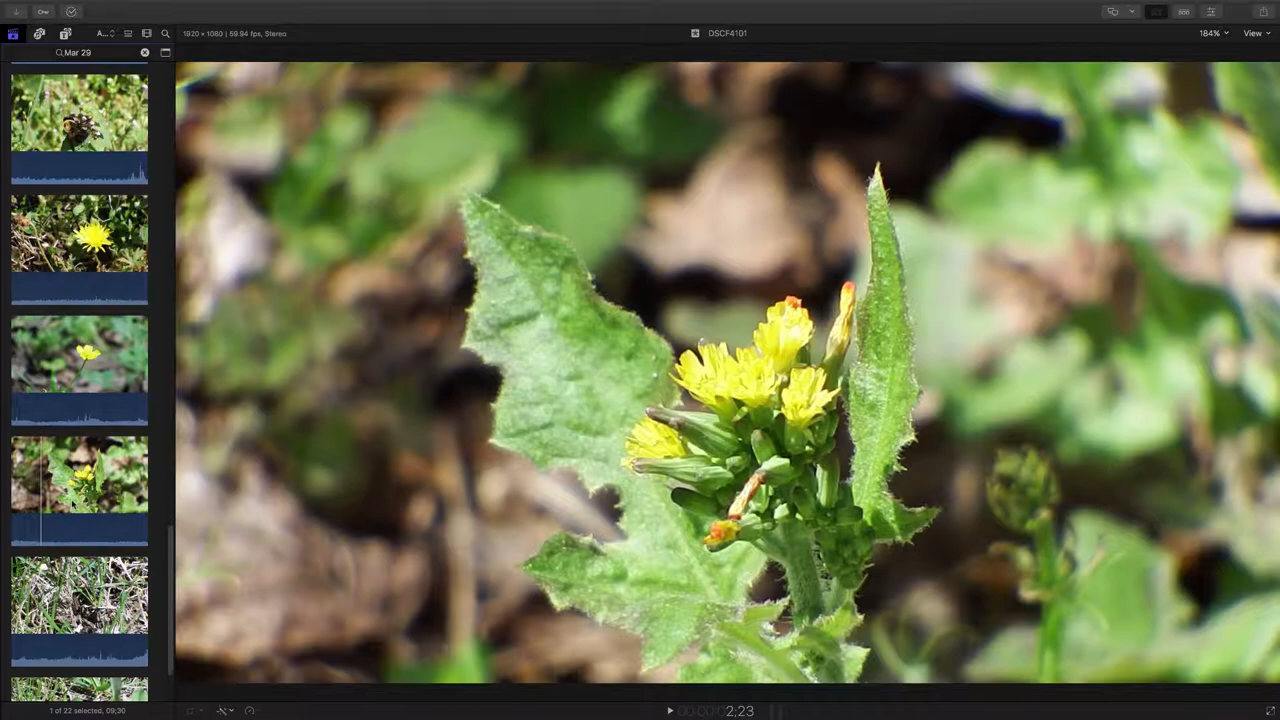 A...
1920 × 1080 | 59.94 fps, Stereo
DSCF4101
184%
View
Mar 29
1 of 22 selected, 09;30
2;23